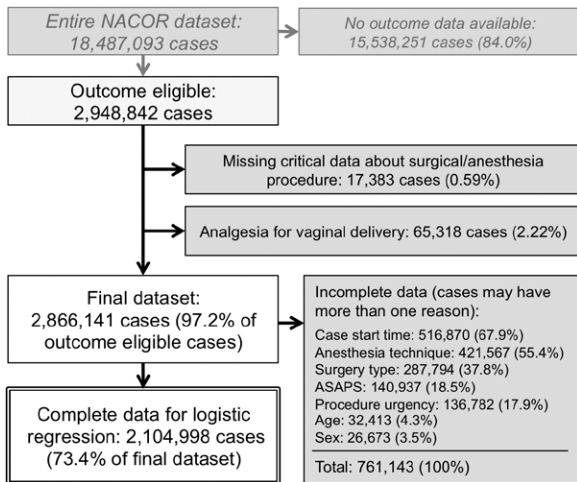 Entire NACOR dataset:
18,487,093 cases
No outcome data available:
15,538,251 cases (84.0%)
Outcome eligible:
2,948,842 cases
Missing critical data about surgical/anesthesia
procedure: 17,383 cases (0.59%)
Analgesia for vaginal delivery: 65,318 cases (2.22%)
Final dataset:
2,866,141 cases (97.2% of
outcome eligible cases)
Incomplete data (cases may have
more than one reason):
Case start time: 516,870 (67.9%)
Anesthesia technique: 421,567 (55.4%)
Surgery type: 287,794 (37.8%)
ASAPS: 140,937 (18.5%)
Procedure urgency: 136,782 (17.9%)
Age: 32,413 (4.3%)
Sex: 26,673 (3.5%)
Total: 761,143 (100%)
Complete data for logistic
regression: 2,104,998 cases
(73.4% of final dataset)